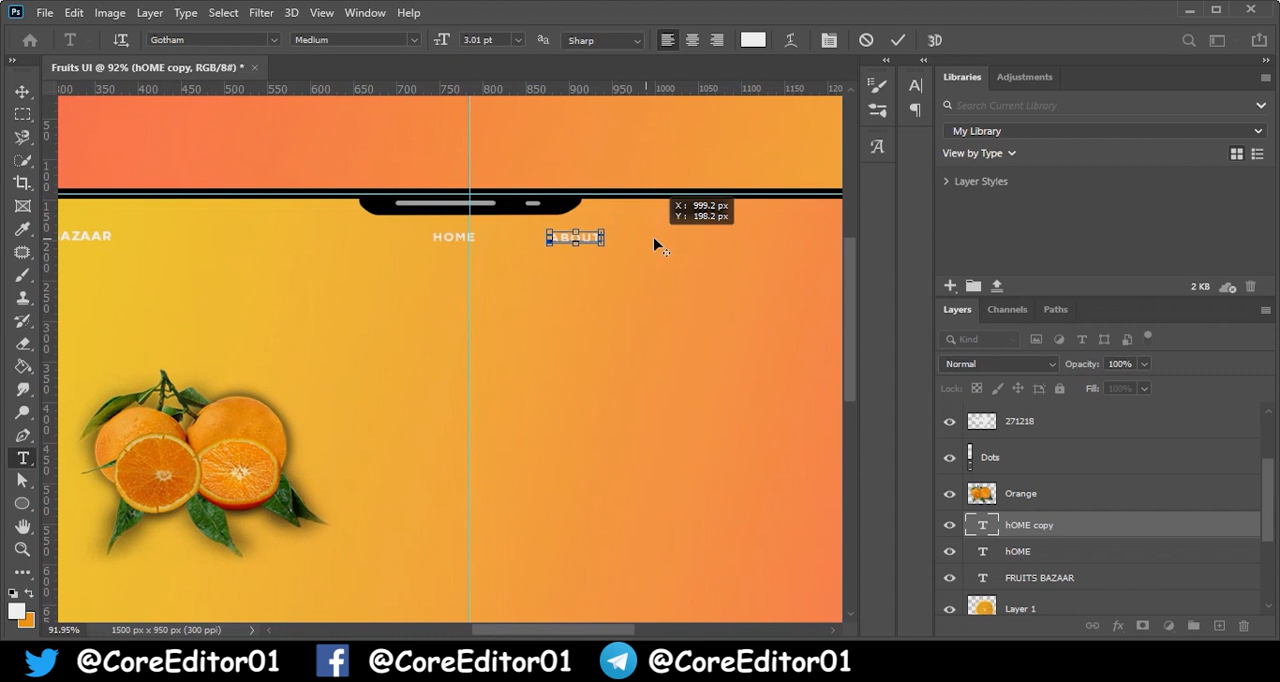 Ps File Edit Image Layer Type Select Filter 3D View Window Help
T Gotham Medium 3.01 pt aa Sharp 3D
Fruits UI @ 92% (hOME copy, RGB/8#) * ×
300 350 400 450 500 550 600 650 700 750 800 850 900 950 1000 1050 1100 1150 120
Libraries Adjustments
Search Current Library
My Library
View by Type
Layer Styles
X: 999.2 px
Y: 198.2 px
AZAAR HOME ABOUT
2 KB
Layers Channels Paths
Kind
Normal Opacity: 100%
Lock: Fill: 100%
271218
Dots
Orange
T hOME copy
T hOME
T FRUITS BAZAAR
Layer 1
91.95% 1500 px x 950 px (300 ppi)
@CoreEditor01 @CoreEditor01 @CoreEditor01